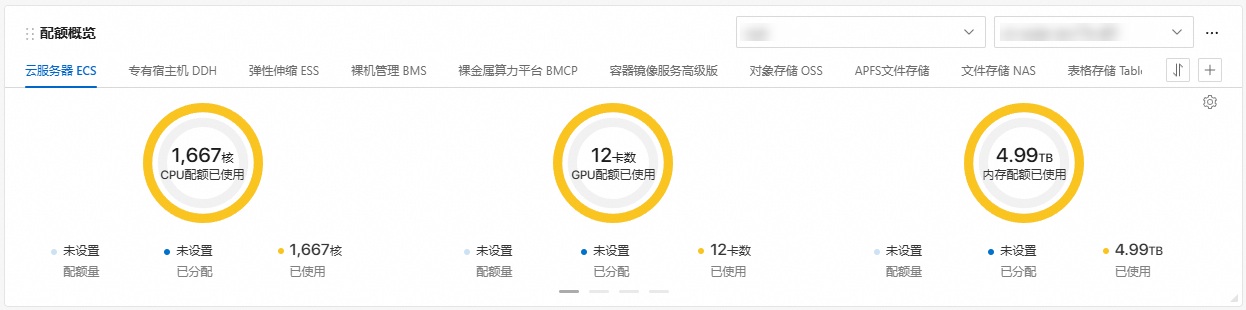 配额概览
云服务器 ECS 专有宿主机 DDH 弹性伸缩 ESS 裸机管理 BMS 裸金属算力平台 BMCP 容器镜像服务高级版 对象存储 OSS APFS文件存储 文件存储 NAS 表格存储 Table
1,667核 12卡数 4.99TB
CPU配额已使用 GPU配额已使用 内存配额已使用
未设置 未设置 1,667核 未设置 未设置 12卡数 未设置 未设置 4.99TB
配额量 已分配 已使用 配额量 已分配 已使用 配额量 已分配 已使用